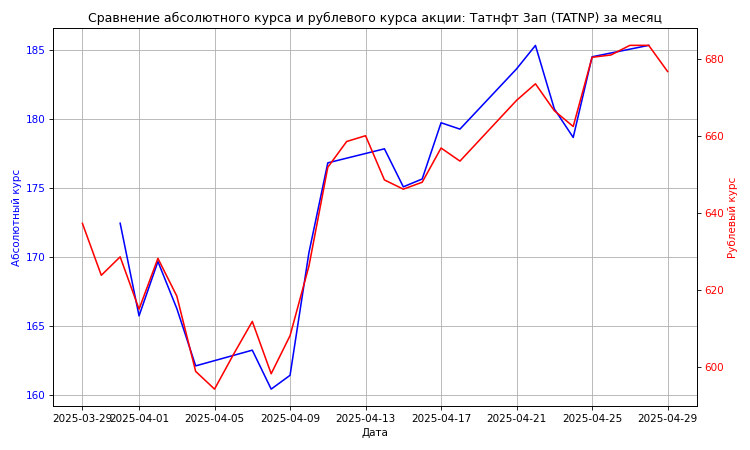 Сравнение абсолютного курса и рублевого курса акции: Татнфт 3ап (TATNP) за месяц
185
180
175
170
165
160
Абсолютный курс
680
660
640
620
600
Рублевый курс
2025-03-29 2025-04-01 2025-04-05 2025-04-09 2025-04-13 2025-04-17 2025-04-21 2025-04-25 2025-04-29
Дата